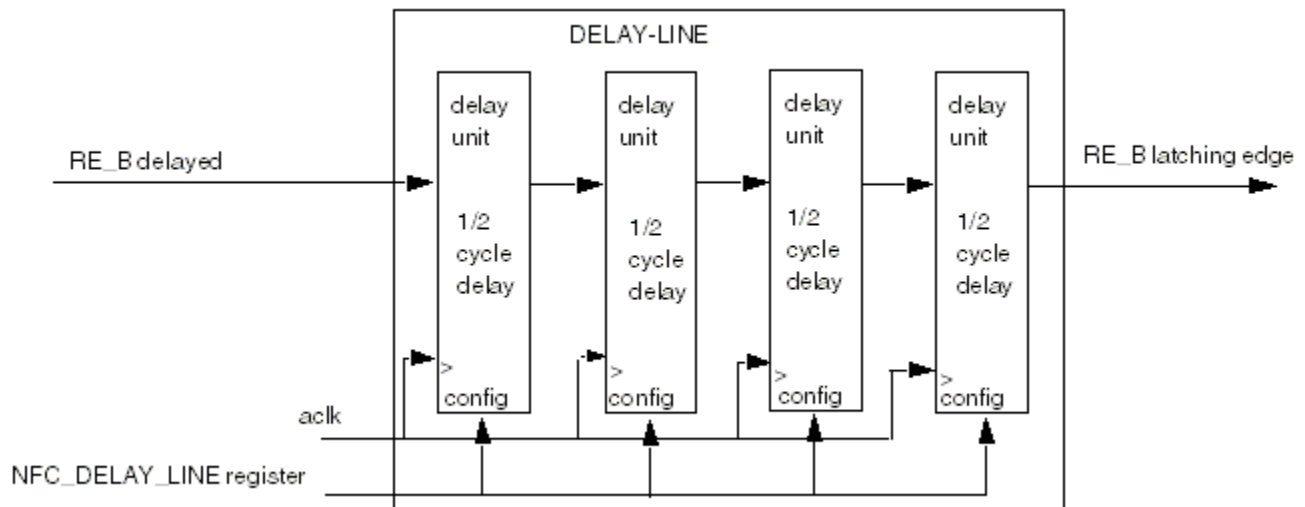 DELAY-LINE
delay
unit
1/2
cycle
delay
>
config
delay
unit
1/2
cycle
delay
>
config
delay
unit
1/2
cycle
delay
>
config
delay
unit
1/2
cycle
delay
>
config
RE_B delayed
RE_B latching edge
aclk
NFC_DELAY_LINE register